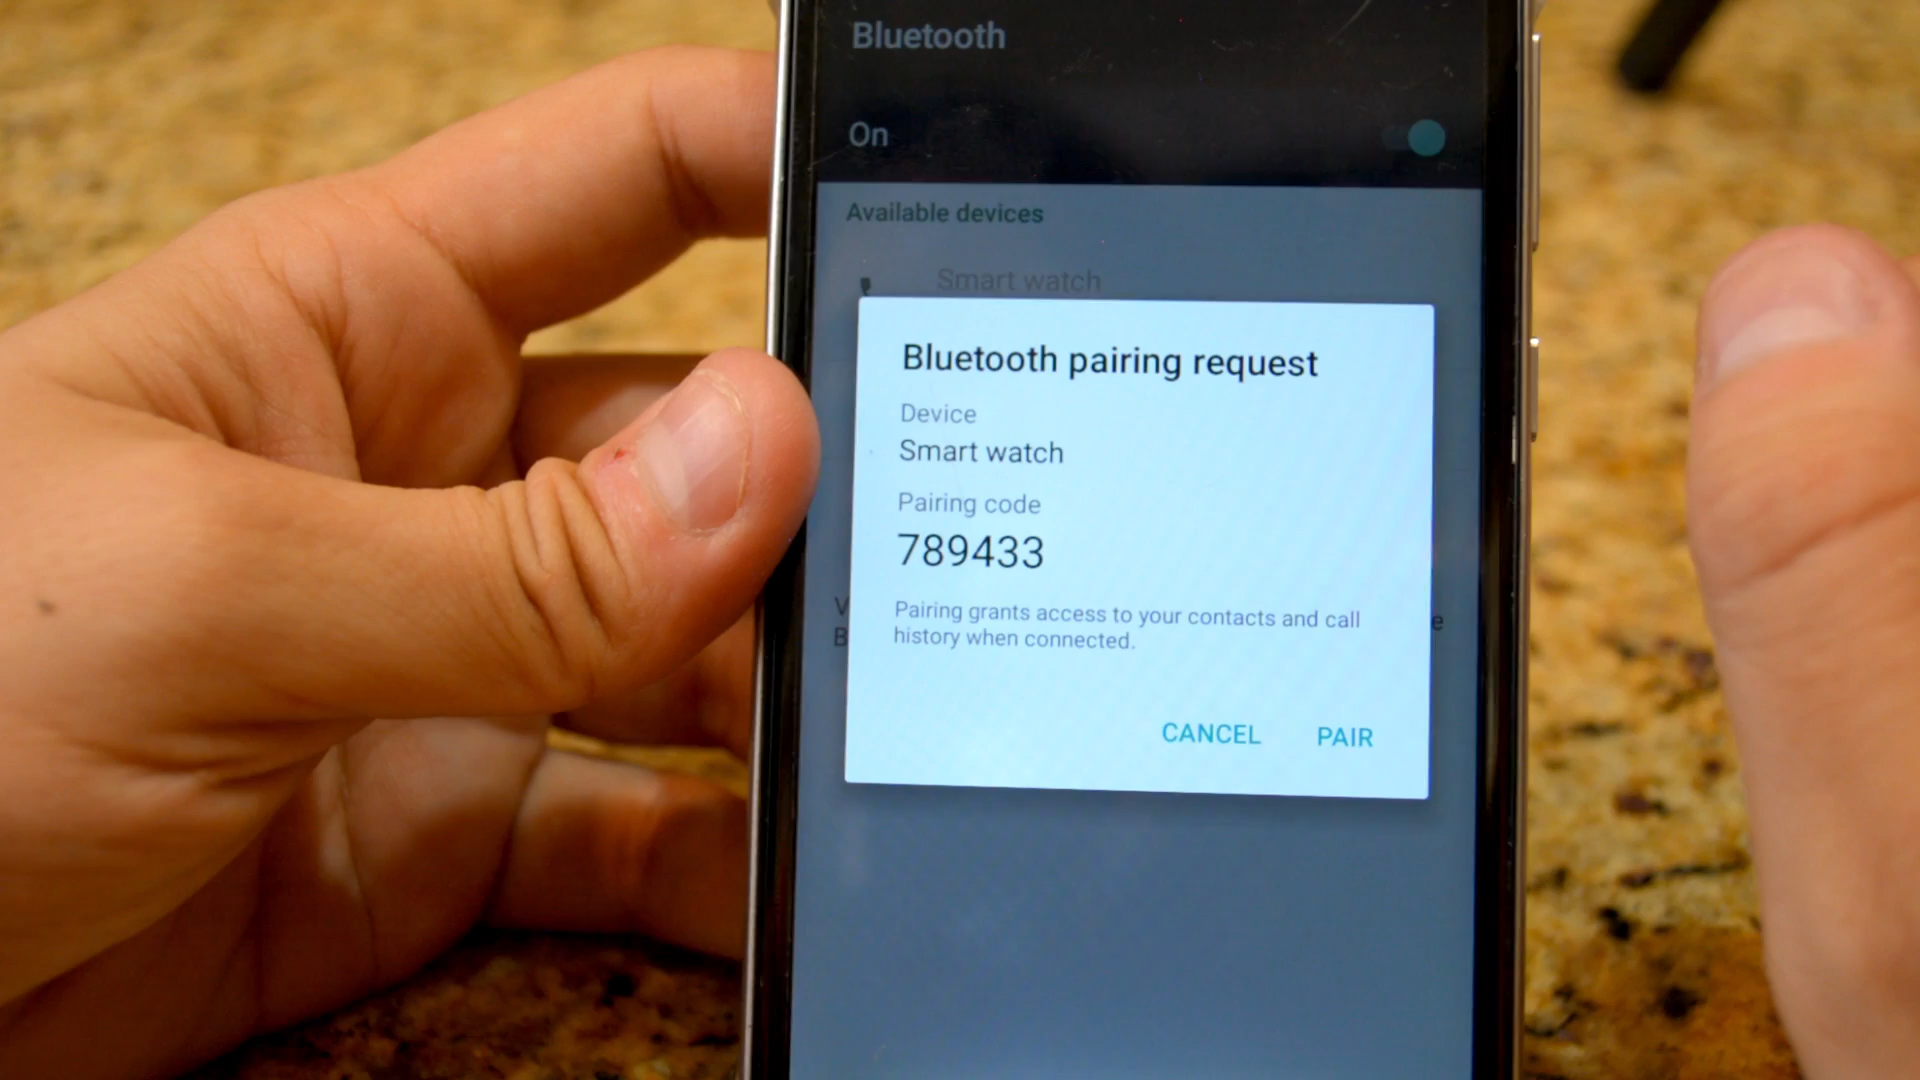 Bluetooth
On
Available devices
Smart watch
Bluetooth pairing request
Device
Smart watch
Pairing code
789433
Pairing grants access to your contacts and call
history when connected.
CANCEL PAIR